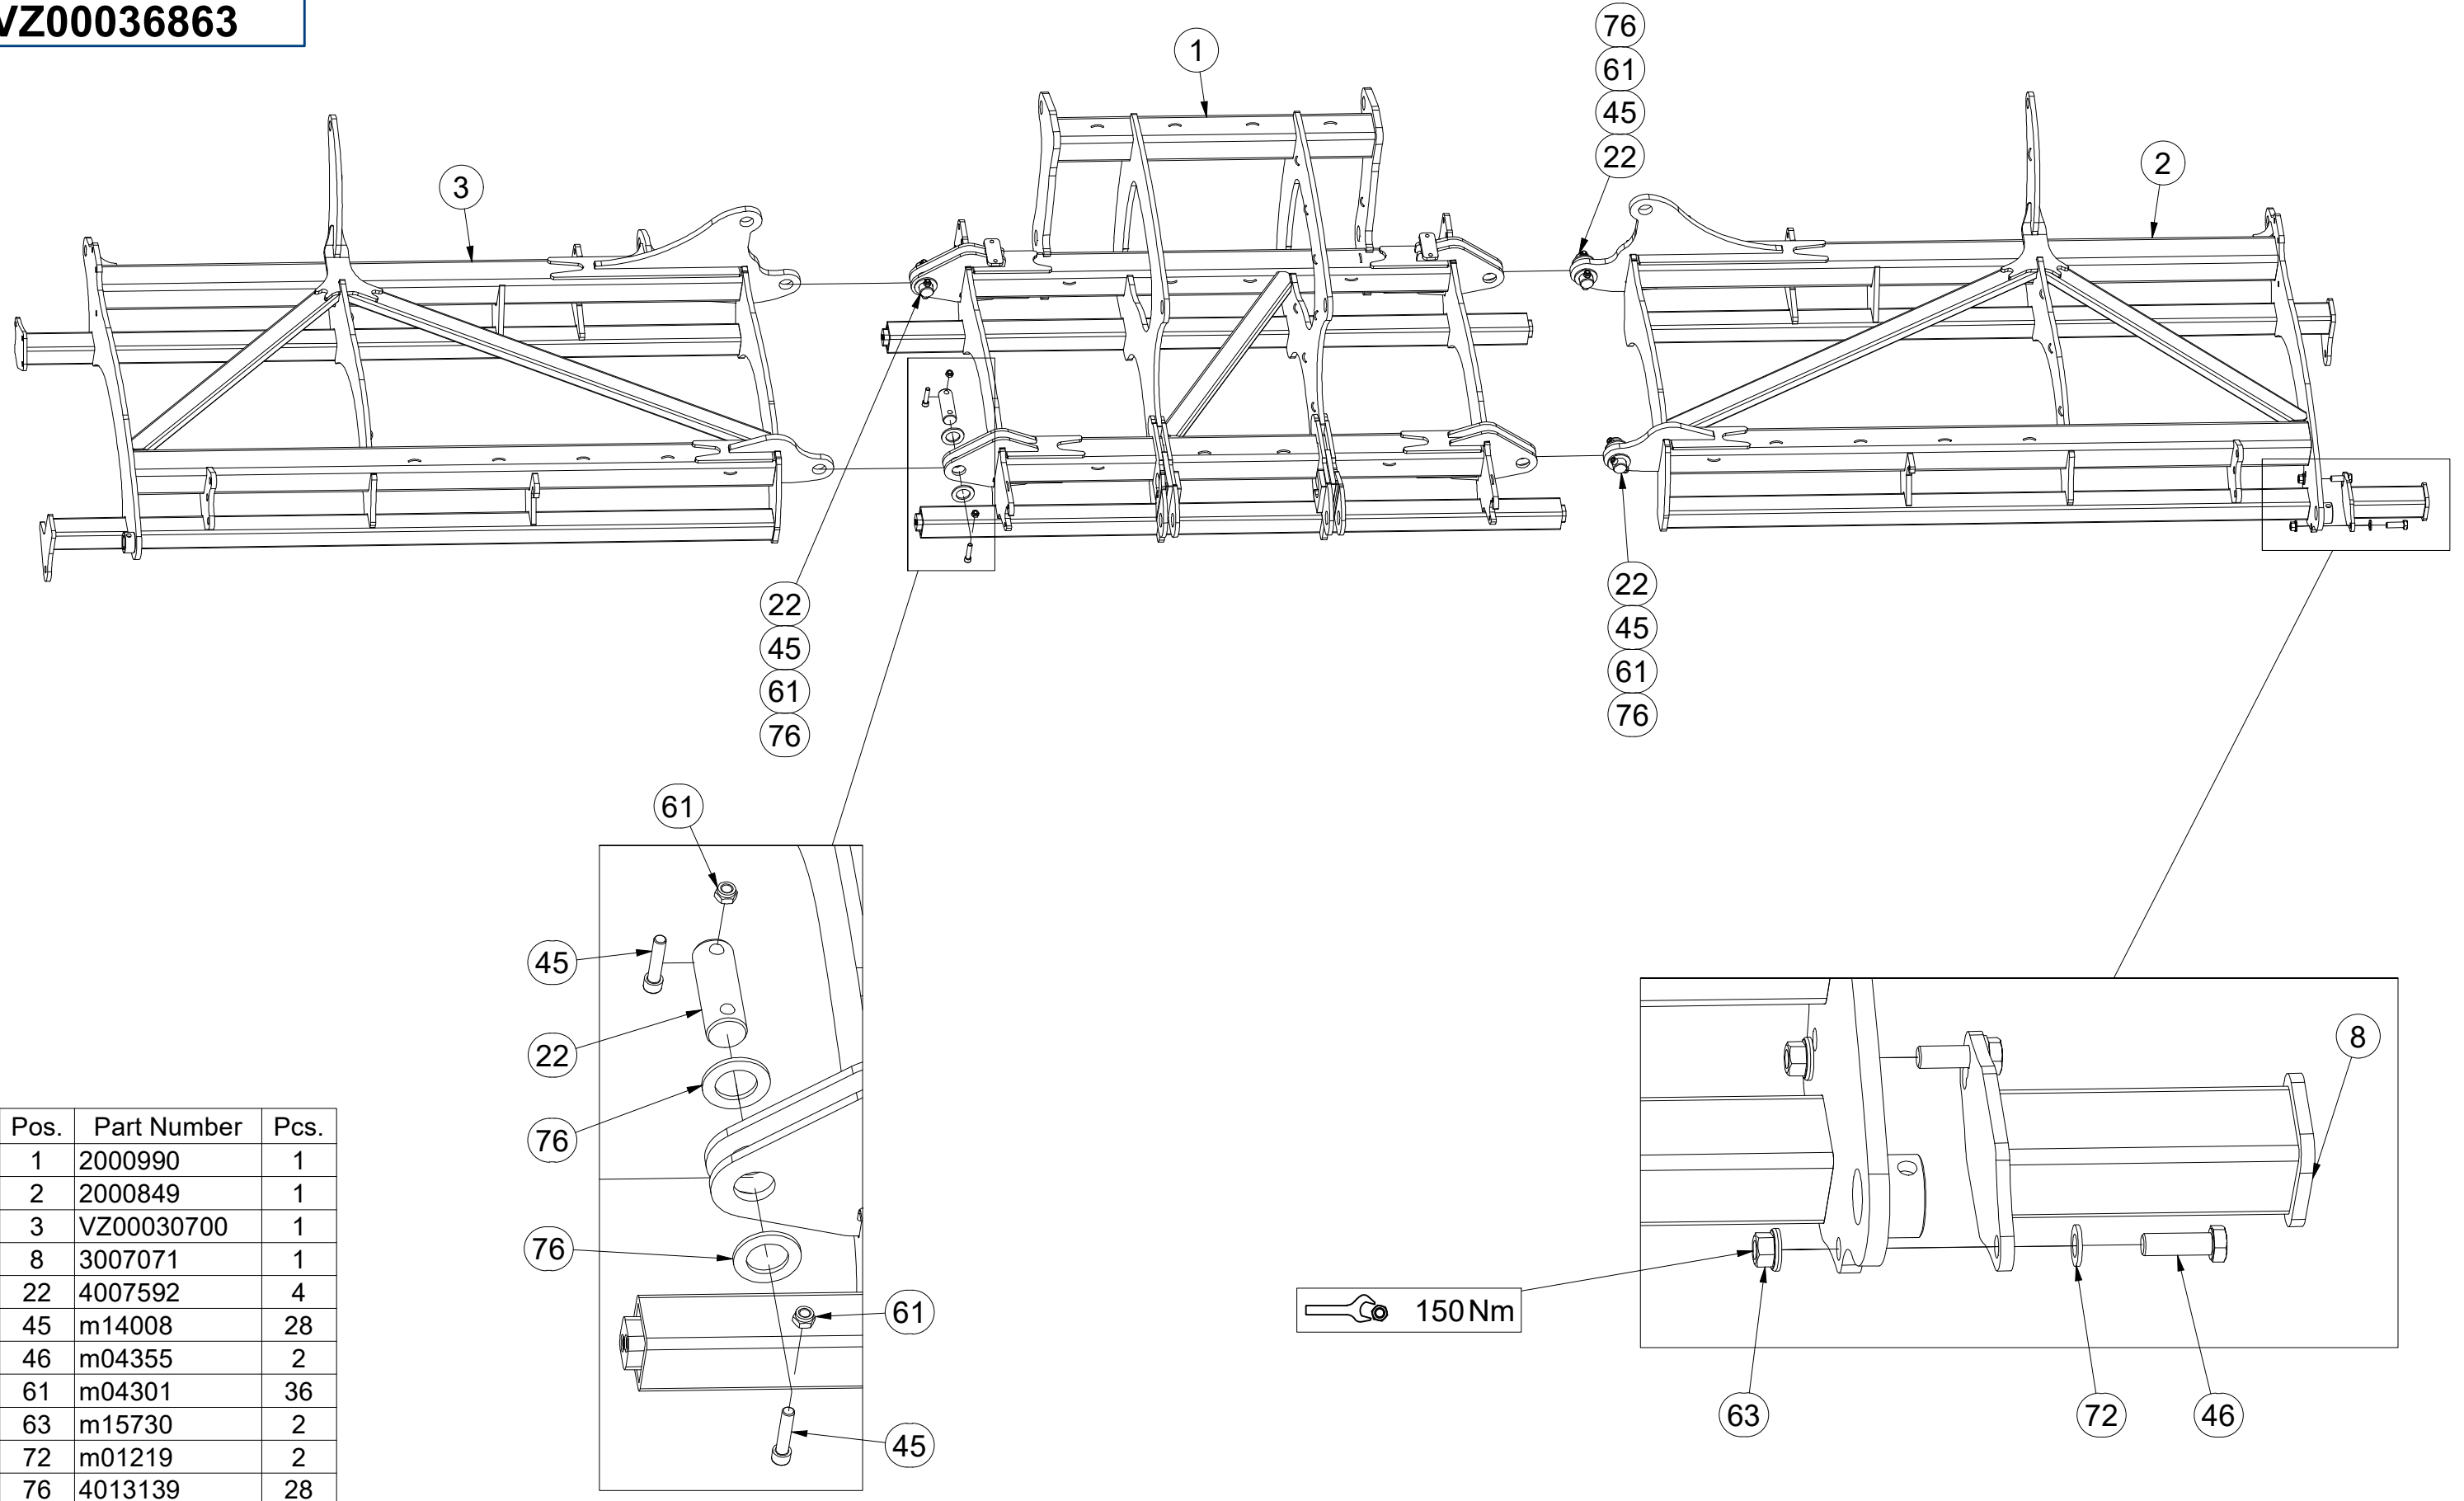 VZ00036863
1
76
61
45
22
3
2
22
45
61
76
22
45
61
76
61
45
22
76
76
61
45
8
150 Nm
63
72
46
Pos. Part Number Pcs.
1 2000990 1
2 2000849 1
3 VZ00030700 1
8 3007071 1
22 4007592 4
45 m14008 28
46 m04355 2
61 m04301 36
63 m15730 2
72 m01219 2
76 4013139 28